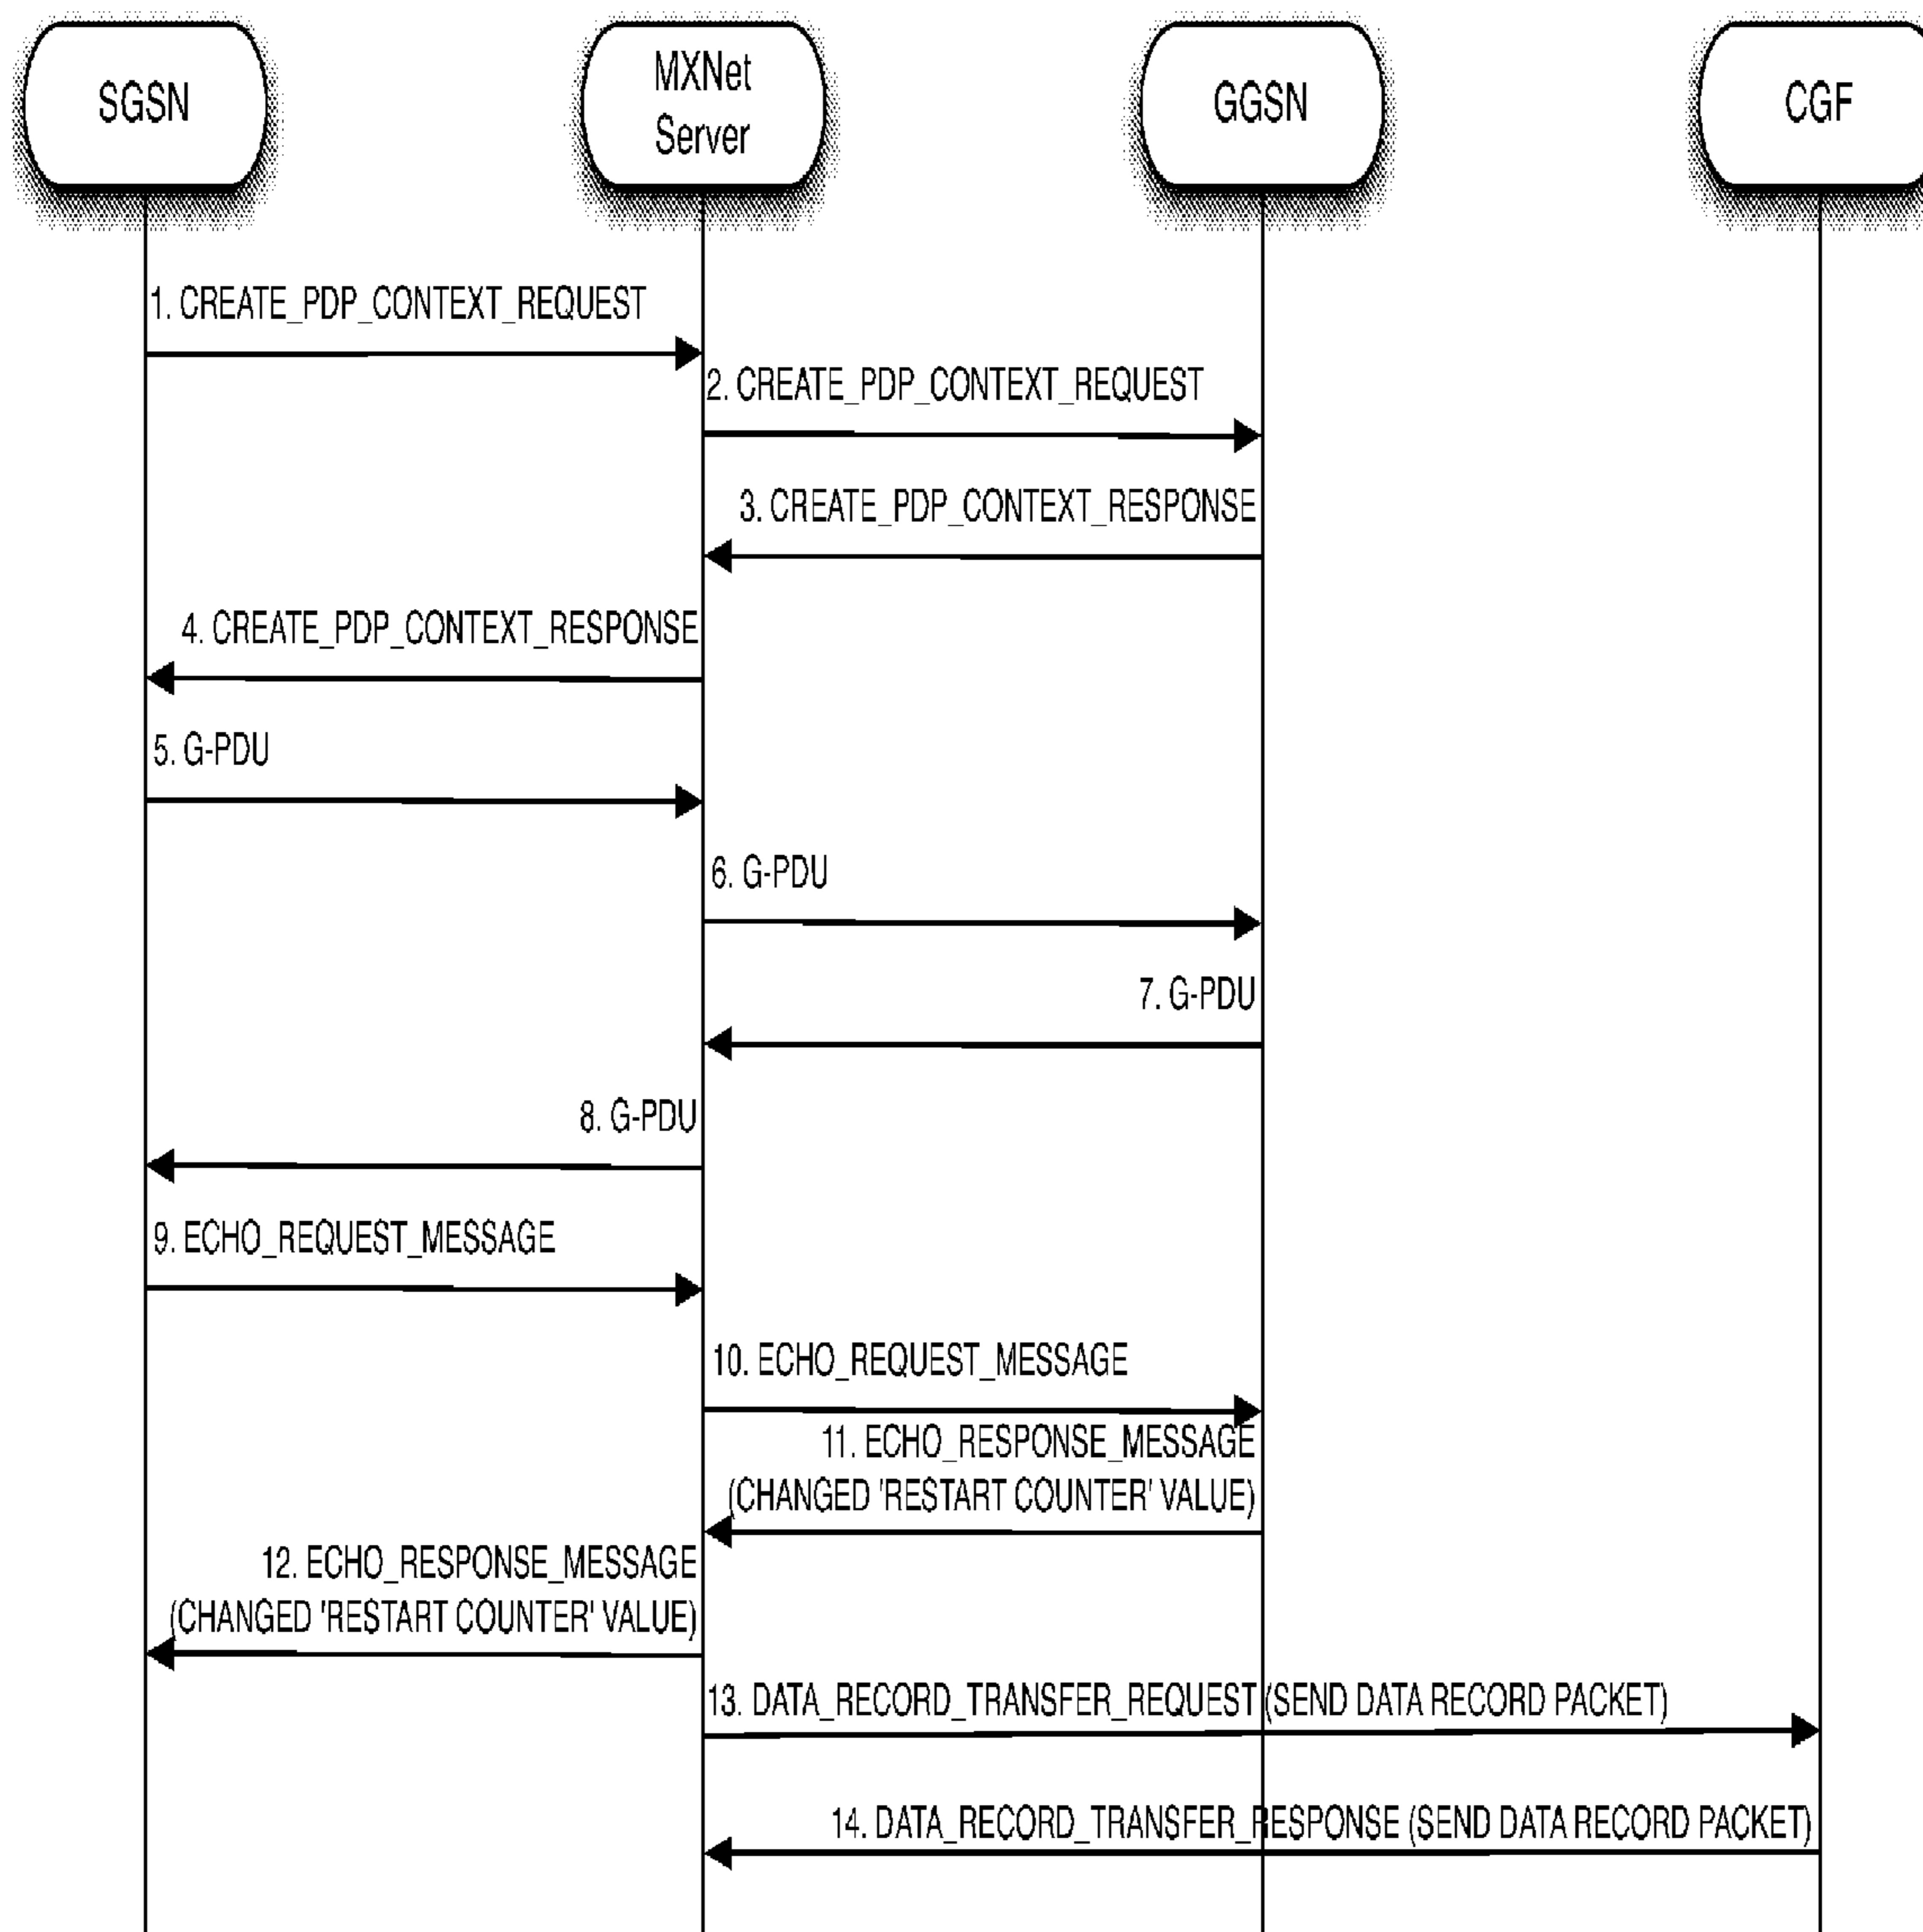 SGSN
MXNet
Server
GGSN
CGF
1. CREATE_PDP_CONTEXT_REQUEST
2. CREATE_PDP_CONTEXT_REQUEST
3. CREATE_PDP_CONTEXT_RESPONSE
4. CREATE_PDP_CONTEXT_RESPONSE
5. G-PDU
6. G-PDU
7. G-PDU
8. G-PDU
9. ECHO_REQUEST_MESSAGE
10. ECHO_REQUEST_MESSAGE
11. ECHO_RESPONSE_MESSAGE
(CHANGED 'RESTART COUNTER' VALUE)
12. ECHO_RESPONSE_MESSAGE
(CHANGED 'RESTART COUNTER' VALUE)
13. DATA_RECORD_TRANSFER_REQUEST (SEND DATA RECORD PACKET)
14. DATA_RECORD_TRANSFER_RESPONSE (SEND DATA RECORD PACKET)